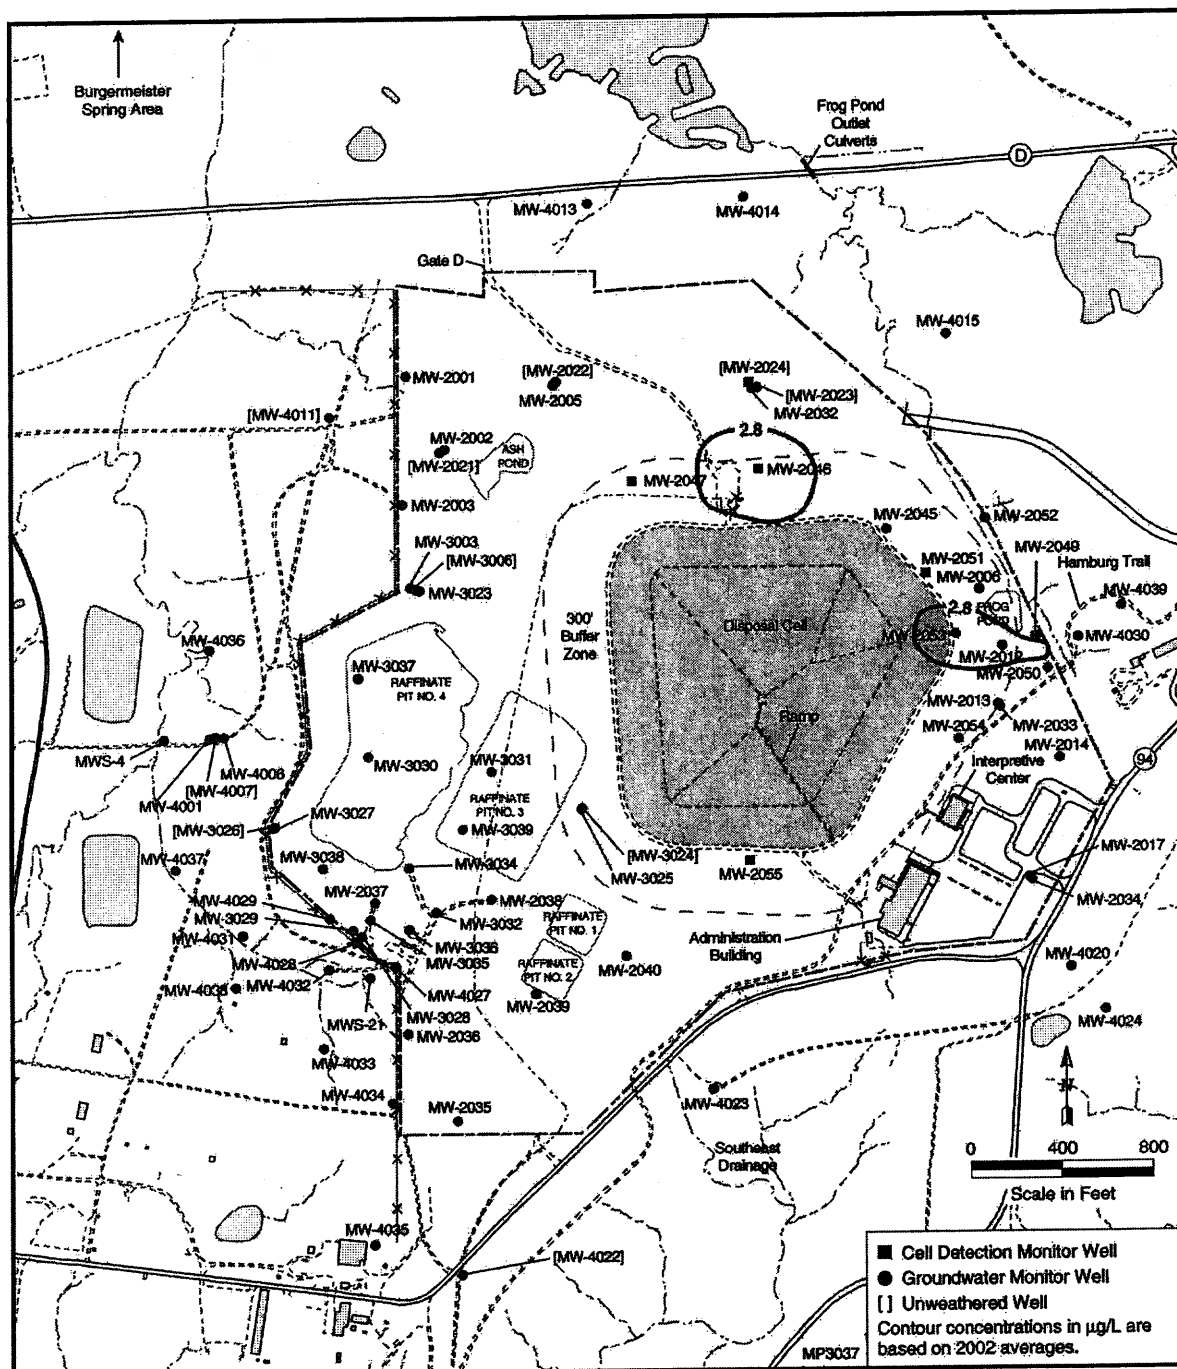 Burgermeister
Spring Area
Frog Pond
Outlet
Culverts
D
MW-4013
MW-4014
Gate D
MW-4015
MW-2001
[MW-2022]
MW-2005
[MW-2024]
[MW-2023]
MW-2032
[MW-4011]
2.8
MW-2002
[MW-2021]
ASH
POND
MW-2046
MW-2047
MW-2003
MW-2045
MW-2052
MW-3003
[MW-3006]
MW-3023
MW-2051
MW-2049
MW-2006
Hamburg Trail
MW-4039
2.8
FROG
POND
300'
Buffer
Zone
Disposal Cell
MW-2053
MW-4030
MW-2012
MW-2050
MW-4036
MW-3037
RAFFINATE
PIT NO. 4
MW-2013
Ramp
MW-2054
MW-2033
MW-2014
MWS-4
MW-4006
[MW-4007]
MW-4001
MW-3030
MW-3031
Interpretive
Center
94
RAFFINATE
PIT NO. 3
MW-3039
MW-3027
[MW-3026]
MW-4037
MW-3038
MW-3034
[MW-3024]
MW-3025
MW-2055
MW-2017
MW-2034
MW-2037
MW-4029
MW-3029
MW-2038
MW-3032
RAFFINATE
PIT NO. 1
MW-4031
MW-3036
MW-3035
MW-4028
Administration
Building
MW-4032
RAFFINATE
PIT NO. 2
MW-2040
MW-4020
MW-4027
MW-2039
MW-3028
MWS-21
MW-2036
MW-4024
MW-4033
MW-4034
MW-2035
MW-4023
N
Southeast
Drainage
0 400 800
Scale in Feet
MW-4035
[MW-4022]
Cell Detection Monitor Well
Groundwater Monitor Well
[ ] Unweathered Well
Contour concentrations in µg/L are
based on 2002 averages.
MP3037